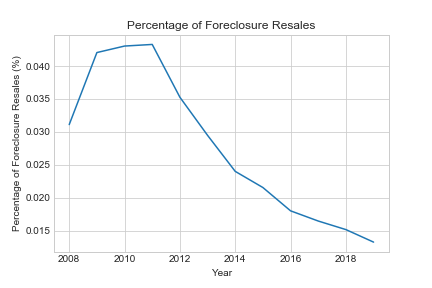 Percentage of Foreclosure Resales
Percentage of Foreclosure Resales (%)
0.040
0.035
0.030
0.025
0.020
0.015
2008 2010 2012 2014 2016 2018
Year